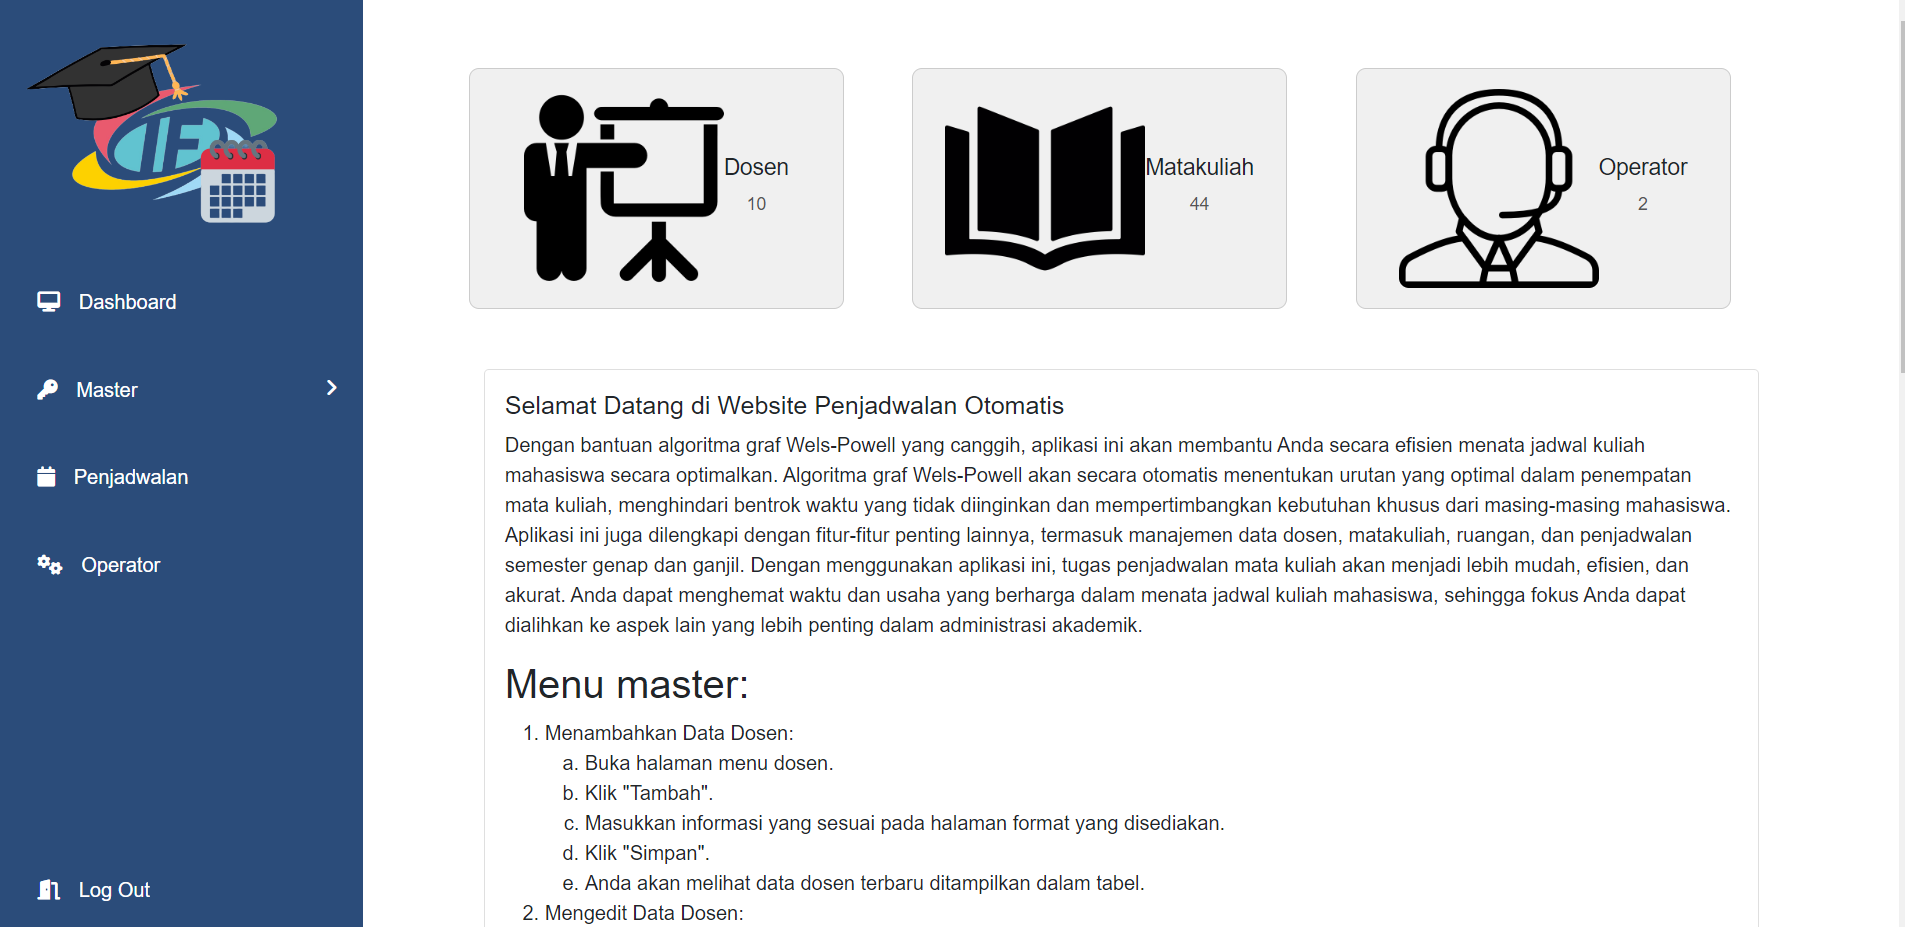 IF
Dashboard
Master
Penjadwalan
Operator
Log Out
Dosen
10
Matakuliah
44
Operator
2
Selamat Datang di Website Penjadwalan Otomatis
Dengan bantuan algoritma graf Wels-Powell yang canggih, aplikasi ini akan membantu Anda secara efisien menata jadwal kuliah
mahasiswa secara optimalkan. Algoritma graf Wels-Powell akan secara otomatis menentukan urutan yang optimal dalam penempatan
mata kuliah, menghindari bentrok waktu yang tidak diinginkan dan mempertimbangkan kebutuhan khusus dari masing-masing mahasiswa.
Aplikasi ini juga dilengkapi dengan fitur-fitur penting lainnya, termasuk manajemen data dosen, matakuliah, ruangan, dan penjadwalan
semester genap dan ganjil. Dengan menggunakan aplikasi ini, tugas penjadwalan mata kuliah akan menjadi lebih mudah, efisien, dan
akurat. Anda dapat menghemat waktu dan usaha yang berharga dalam menata jadwal kuliah mahasiswa, sehingga fokus Anda dapat
dialihkan ke aspek lain yang lebih penting dalam administrasi akademik.
Menu master:
1. Menambahkan Data Dosen:
a. Buka halaman menu dosen.
b. Klik "Tambah".
c. Masukkan informasi yang sesuai pada halaman format yang disediakan.
d. Klik "Simpan".
e. Anda akan melihat data dosen terbaru ditampilkan dalam tabel.
2. Mengedit Data Dosen: